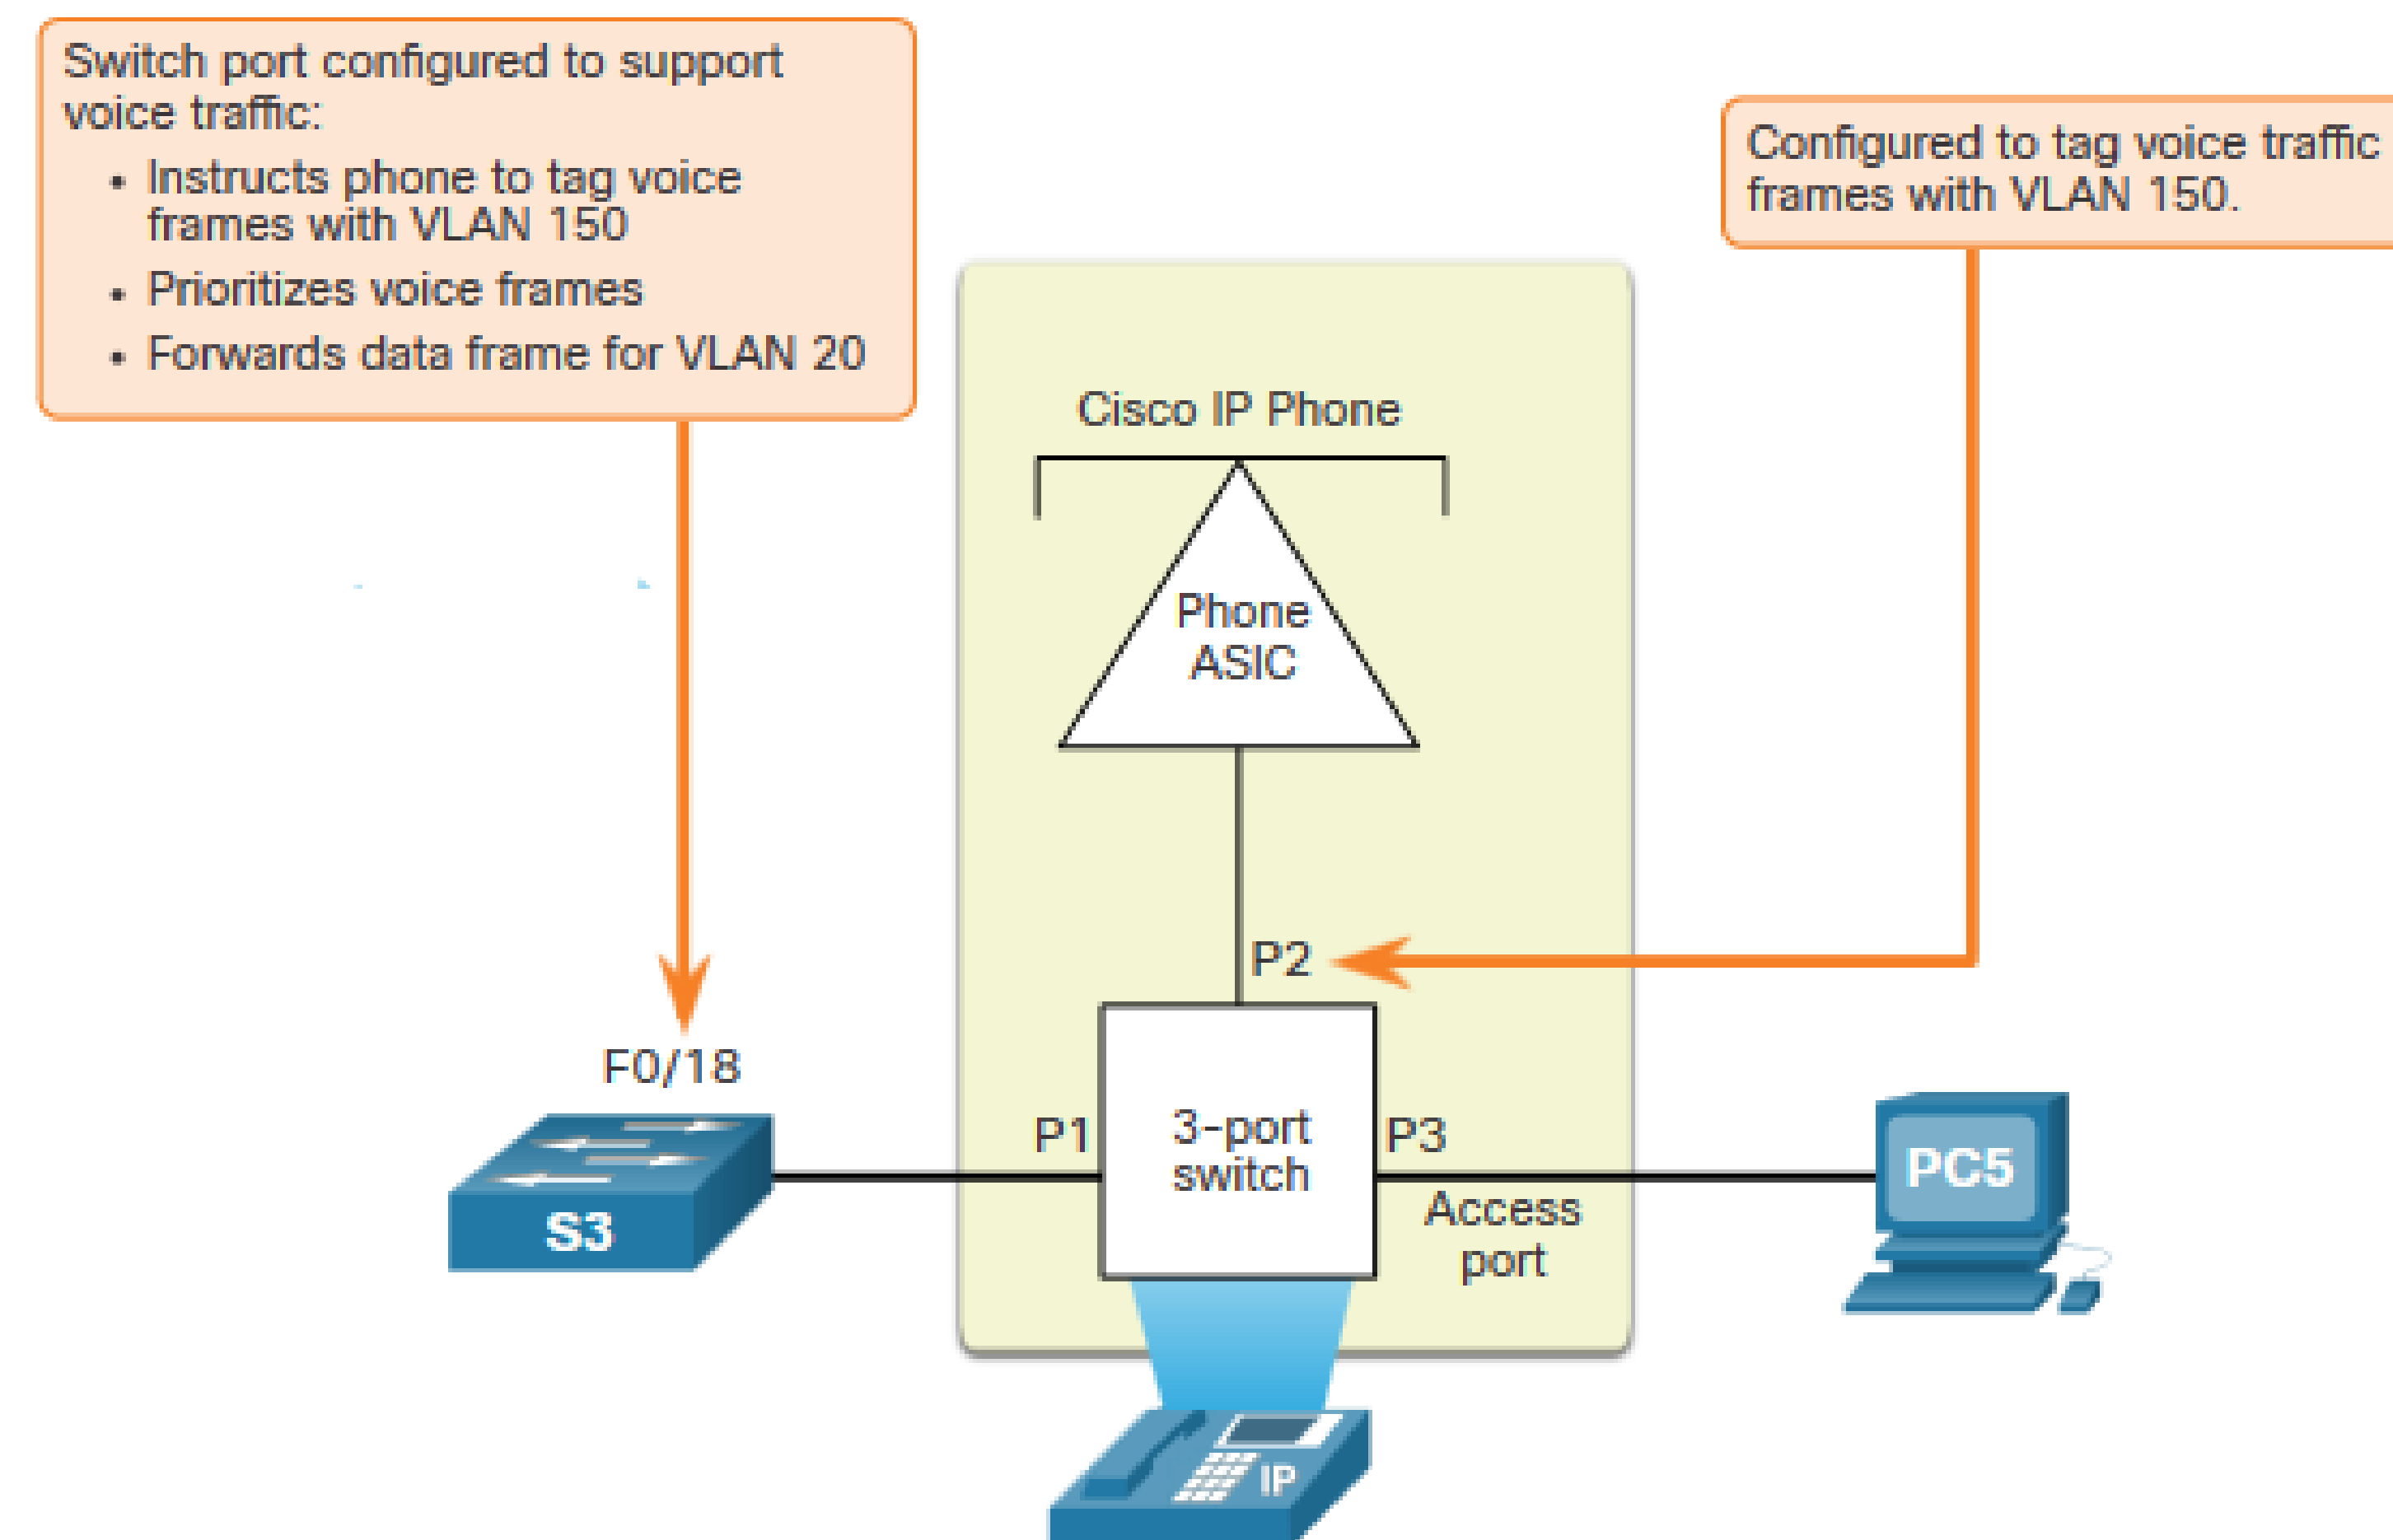 Switch port configured to support
voice traffic:
• Instructs phone to tag voice
frames with VLAN 150
• Prioritizes voice frames
• Forwards data frame for VLAN 20
Configured to tag voice traffic
frames with VLAN 150.
Cisco IP Phone
Phone
ASIC
P2
F0/18
P1
3-port
switch
P3
Access
port
S3
PC5
IP